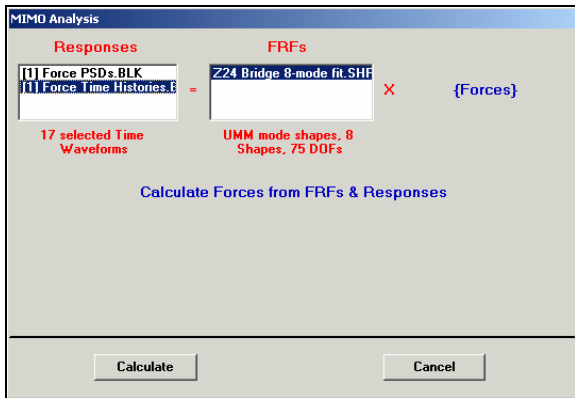 MIMO Analysis
Responses FRFs
[1] Force PSDs.BLK
[1] Force Time Histories.B
=
Z24 Bridge 8-mode fit.SHF
X
{Forces}
17 selected Time
Waveforms
UMM mode shapes, 8
Shapes, 75 DOFs
Calculate Forces from FRFs & Responses
Calculate Cancel